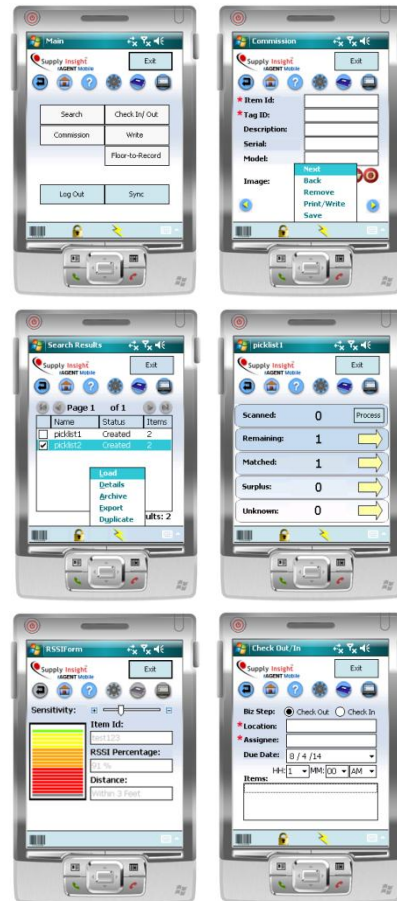 Main
Exit
Supply Insight
iAGENT Mobile
Search
Check In/ Out
Commission
Write
Floor-to-Record
Log Out
Sync
Commission
Exit
Supply Insight
iAGENT Mobile
* Item Id:
* Tag ID:
Description:
Serial:
Model:
Image:
Next
Back
Remove
Print/Write
Save
Search Results
Exit
Supply Insight
iAGENT Mobile
Page 1 of 1
Name Status Items
picklist1 Created 2
picklist2 Created 2
Load
Details
Archive
Export
Duplicate
ults: 2
picklist1
Exit
Supply Insight
iAGENT Mobile
Scanned: 0 Process
Remaining: 1
Matched: 1
Surplus: 0
Unknown: 0
RSSIForm
Exit
Supply Insight
iAGENT Mobile
Sensitivity:
Item Id:
test123
RSSI Percentage:
91 %
Distance:
Within 3 Feet
Check Out/In
Exit
Supply Insight
iAGENT Mobile
Biz Step: Check Out Check In
* Location:
* Assignee:
Due Date: 8 / 4 /14
HH: 1 MM: 00 AM
Items: